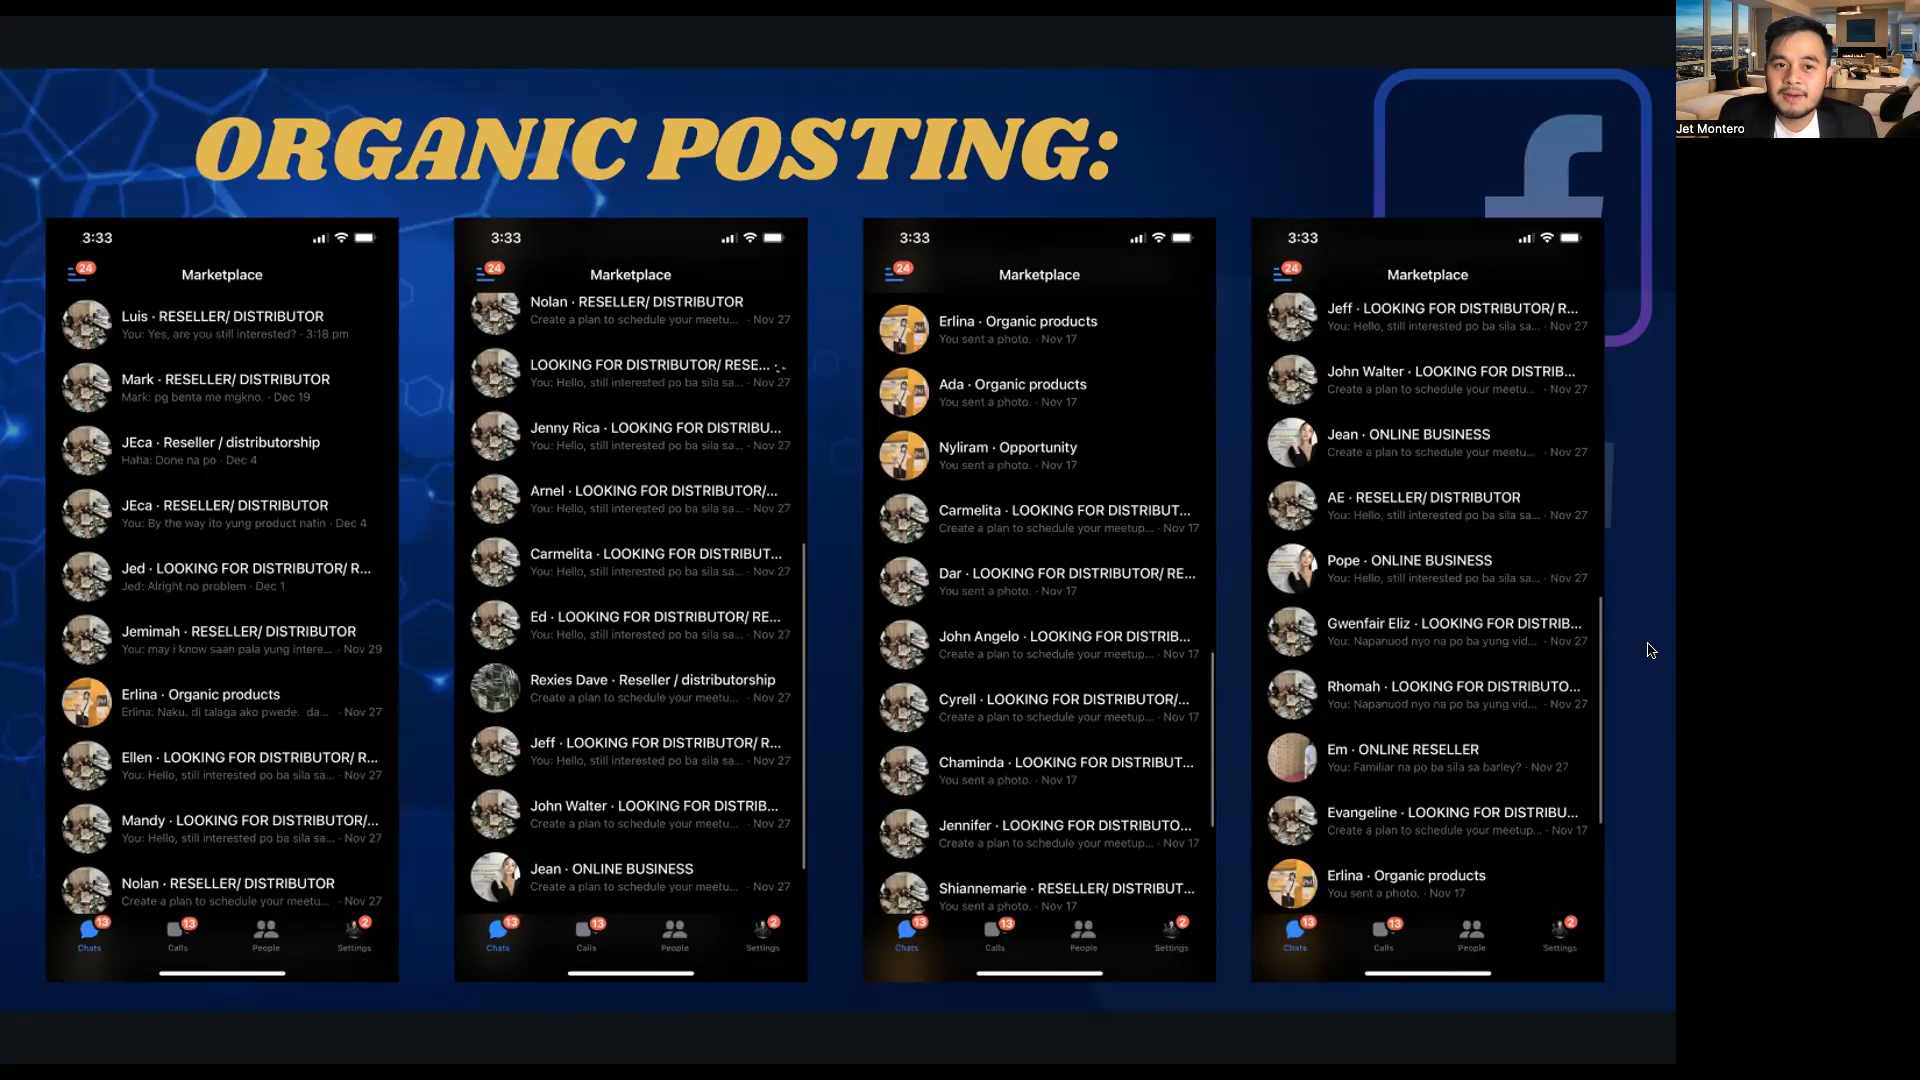 ORGANIC POSTING:
Jet Montero
3:33
24
Marketplace
Luis · RESELLER/ DISTRIBUTOR
You: Yes, are you still interested? · 3:18 pm
Mark · RESELLER/ DISTRIBUTOR
Mark: pg benta me mgkno. · Dec 19
JEca · Reseller / distributorship
Haha: Done na po · Dec 4
JEca · RESELLER/ DISTRIBUTOR
You: By the way ito yung product natin · Dec 4
Jed · LOOKING FOR DISTRIBUTOR/ R...
Jed: Alright no problem · Dec 1
Jemimah · RESELLER/ DISTRIBUTOR
You: may i know saan pala yung intere... · Nov 29
Erlina · Organic products
Erlina: Naku. di talaga ako pwede. da... · Nov 27
Ellen · LOOKING FOR DISTRIBUTOR/ R...
You: Hello, still interested po ba sila sa... · Nov 27
Mandy · LOOKING FOR DISTRIBUTOR/...
You: Hello, still interested po ba sila sa... · Nov 27
Nolan · RESELLER/ DISTRIBUTOR
Create a plan to schedule your meetu... · Nov 27
13
13
2
Chats
Calls
People
Settings
3:33
24
Marketplace
Nolan · RESELLER/ DISTRIBUTOR
Create a plan to schedule your meetu... · Nov 27
LOOKING FOR DISTRIBUTOR/ RESE... ·
You: Hello, still interested po ba sila sa... · Nov 27
Jenny Rica · LOOKING FOR DISTRIBU...
You: Hello, still interested po ba sila sa... · Nov 27
Arnel · LOOKING FOR DISTRIBUTOR/...
You: Hello, still interested po ba sila sa... · Nov 27
Carmelita · LOOKING FOR DISTRIBUT...
You: Hello, still interested po ba sila sa... · Nov 27
Ed · LOOKING FOR DISTRIBUTOR/ RE...
You: Hello, still interested po ba sila sa... · Nov 27
Rexies Dave · Reseller / distributorship
Create a plan to schedule your meetu... · Nov 27
Jeff · LOOKING FOR DISTRIBUTOR/ R...
You: Hello, still interested po ba sila sa... · Nov 27
John Walter · LOOKING FOR DISTRIB...
Create a plan to schedule your meetu... · Nov 27
Jean · ONLINE BUSINESS
Create a plan to schedule your meetu... · Nov 27
13
13
2
Chats
Calls
People
Settings
3:33
24
Marketplace
Erlina · Organic products
You sent a photo. · Nov 17
Ada · Organic products
You sent a photo. · Nov 17
Nyliram · Opportunity
You sent a photo. · Nov 17
Carmelita · LOOKING FOR DISTRIBUT...
Create a plan to schedule your meetup... · Nov 17
Dar · LOOKING FOR DISTRIBUTOR/ RE...
You sent a photo. · Nov 17
John Angelo · LOOKING FOR DISTRIB...
Create a plan to schedule your meetup... · Nov 17
Cyrell · LOOKING FOR DISTRIBUTOR/...
Create a plan to schedule your meetup... · Nov 17
Chaminda · LOOKING FOR DISTRIBUT...
You sent a photo. · Nov 17
Jennifer · LOOKING FOR DISTRIBUTO...
Create a plan to schedule your meetup... · Nov 17
Shiannemarie · RESELLER/ DISTRIBUT...
You sent a photo. · Nov 17
13
13
2
Chats
Calls
People
Settings
3:33
24
Marketplace
Jeff · LOOKING FOR DISTRIBUTOR/ R...
You: Hello, still interested po ba sila sa... · Nov 27
John Walter · LOOKING FOR DISTRIB...
Create a plan to schedule your meetu... · Nov 27
Jean · ONLINE BUSINESS
Create a plan to schedule your meetu... · Nov 27
AE · RESELLER/ DISTRIBUTOR
You: Hello, still interested po ba sila sa... · Nov 27
Pope · ONLINE BUSINESS
You: Hello, still interested po ba sila sa... · Nov 27
Gwenfair Eliz · LOOKING FOR DISTRIB...
You: Napanuod nyo na po ba yung vid... · Nov 27
Rhomah · LOOKING FOR DISTRIBUTO...
You: Napanuod nyo na po ba yung vid... · Nov 27
Em · ONLINE RESELLER
You: Familiar na po ba sila sa barley? · Nov 27
Evangeline · LOOKING FOR DISTRIBU...
Create a plan to schedule your meetup... · Nov 17
Erlina · Organic products
You sent a photo. · Nov 17
13
13
2
Chats
Calls
People
Settings